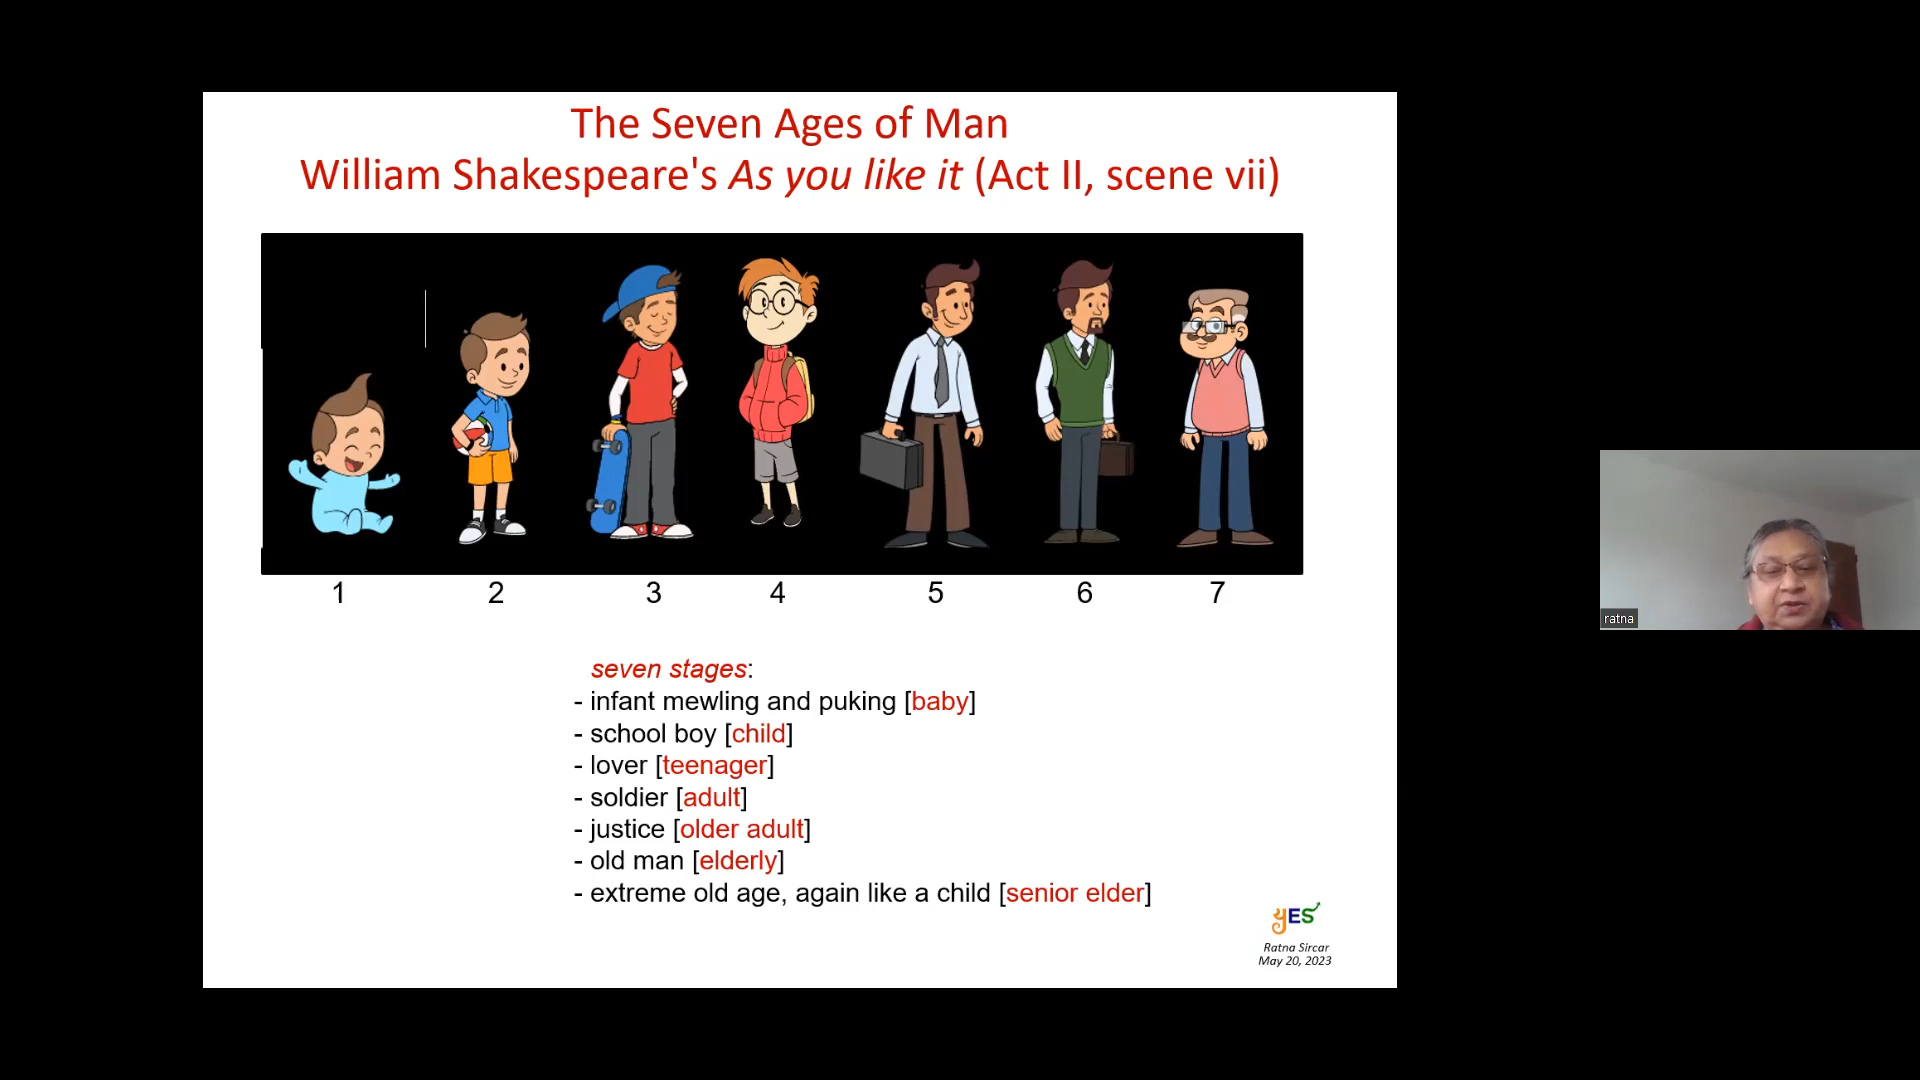 The Seven Ages of Man
William Shakespeare's As you like it (Act II, scene vii)
1 2 3 4 5 6 7
seven stages:
- infant mewling and puking [baby]
- school boy [child]
- lover [teenager]
- soldier [adult]
- justice [older adult]
- old man [elderly]
- extreme old age, again like a child [senior elder]
yES
Ratna Sircar
May 20, 2023
ratna